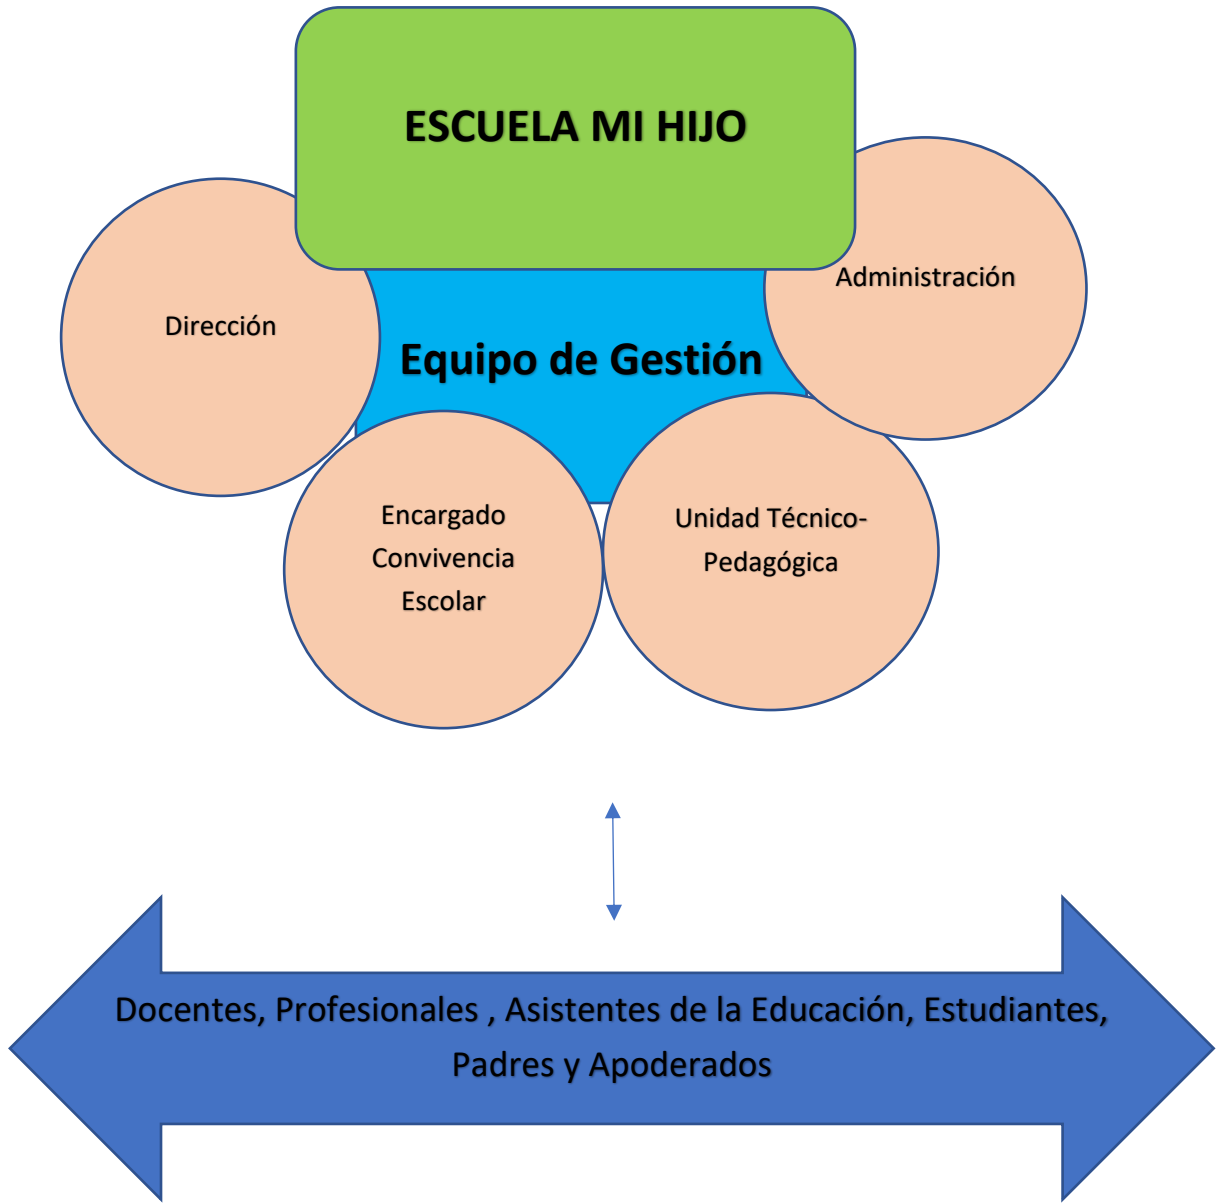 ESCUELA MI HIJO
Administración
Dirección
Equipo de Gestión
Encargado
Convivencia
Escolar
Unidad Técnico-
Pedagógica
Docentes, Profesionales , Asistentes de la Educación, Estudiantes,
Padres y Apoderados